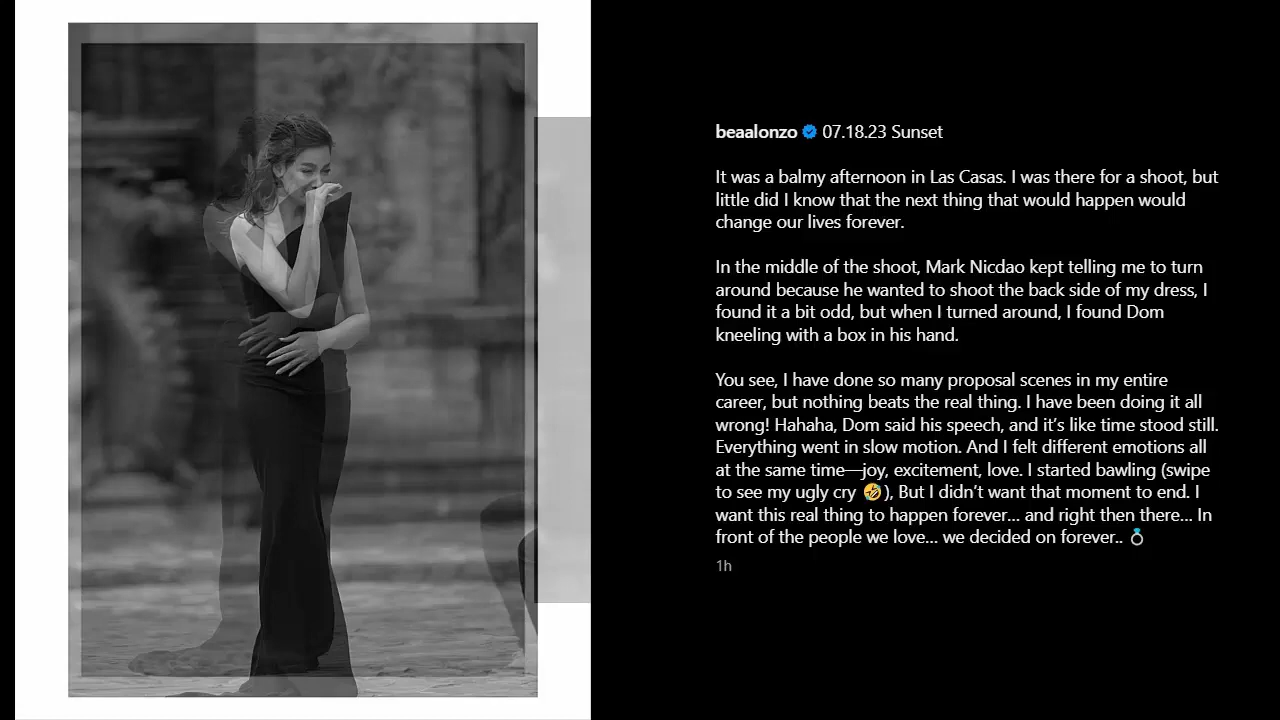 beaalonzo 07.18.23 Sunset
It was a balmy afternoon in Las Casas. I was there for a shoot, but
little did I know that the next thing that would happen would
change our lives forever.
In the middle of the shoot, Mark Nicdao kept telling me to turn
around because he wanted to shoot the back side of my dress, I
found it a bit odd, but when I turned around, I found Dom
kneeling with a box in his hand.
You see, I have done so many proposal scenes in my entire
career, but nothing beats the real thing. I have been doing it all
wrong! Hahaha, Dom said his speech, and it’s like time stood still.
Everything went in slow motion. And I felt different emotions all
at the same time—joy, excitement, love. I started bawling (swipe
to see my ugly cry 🤣), But I didn’t want that moment to end. I
want this real thing to happen forever... and right then there... In
front of the people we love... we decided on forever.. 💍
1h